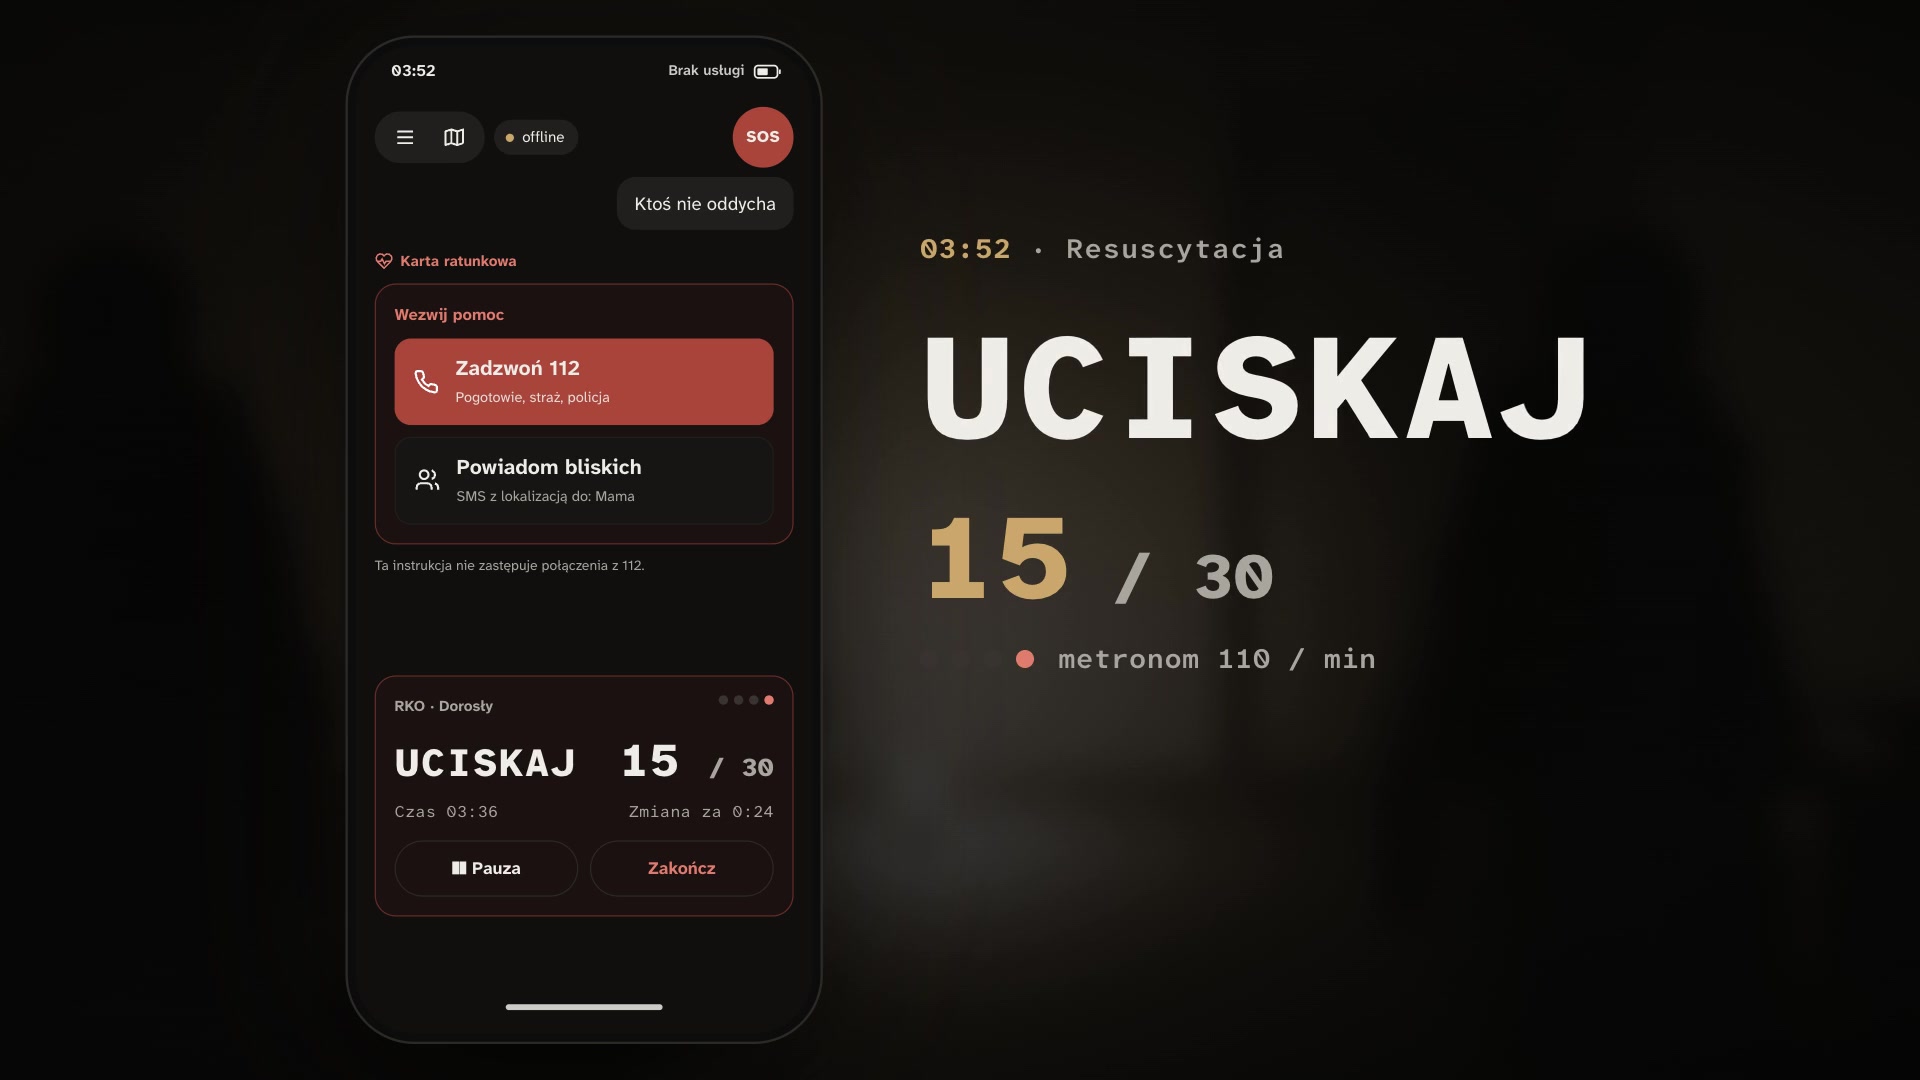 03:52
Brak usługi
offline
SOS
Ktoś nie oddycha
Karta ratunkowa
Wezwij pomoc
Zadzwoń 112
Pogotowie, straż, policja
Powiadom bliskich
SMS z lokalizacją do: Mama
Ta instrukcja nie zastępuje połączenia z 112.
RKO · Dorosły
UCISKAJ 15 / 30
Czas 03:36 Zmiana za 0:24
Pauza
Zakończ
03:52 · Resuscytacja
UCISKAJ
15 / 30
metronom 110 / min